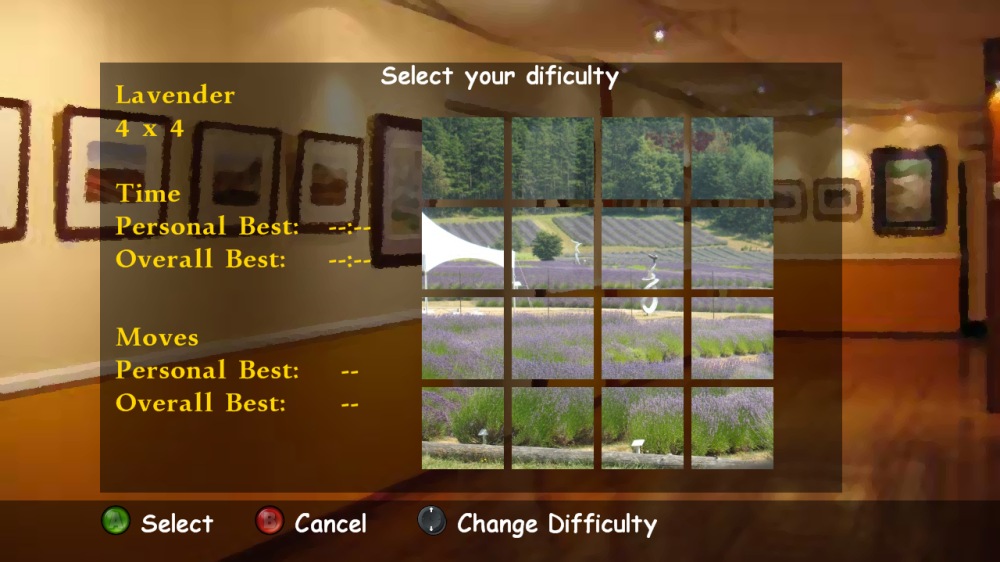 Select your dificulty
Lavender
4 x 4
Time
Personal Best: --:--
Overall Best: --:--
Moves
Personal Best: --
Overall Best: --
A Select B Cancel Change Difficulty